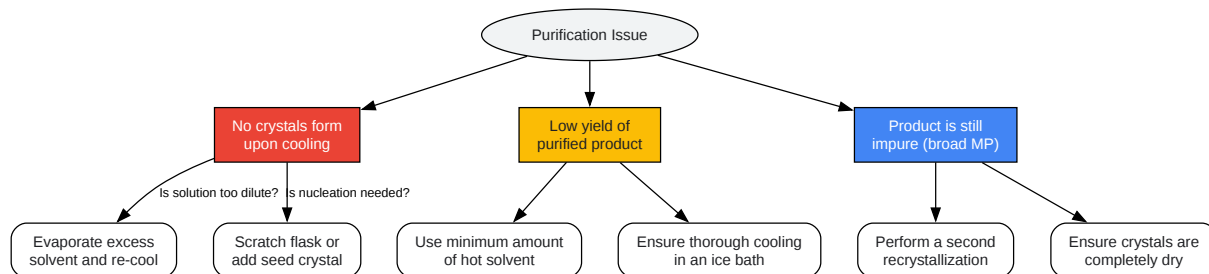 Purification Issue
No crystals form
upon cooling
Low yield of
purified product
Product is still
impure (broad MP)
Is solution too dilute?
Is nucleation needed?
Evaporate excess
solvent and re-cool
Scratch flask or
add seed crystal
Use minimum amount
of hot solvent
Ensure thorough cooling
in an ice bath
Perform a second
recrystallization
Ensure crystals are
completely dry